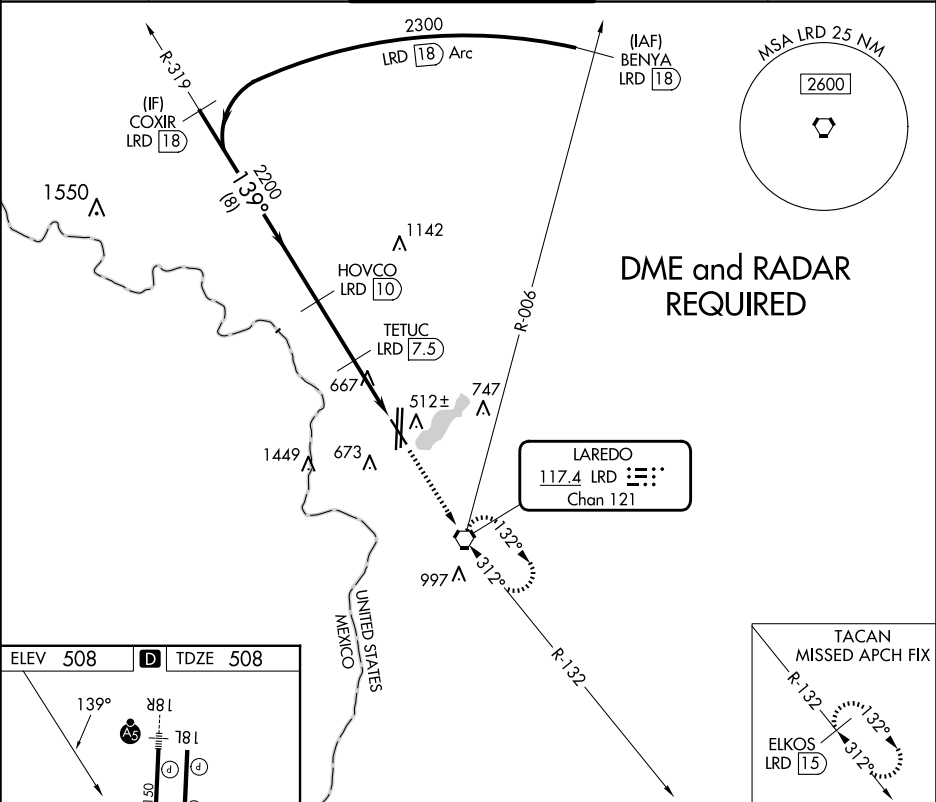 2300
LRD 18 Arc
(IAF)
BENYA
LRD 18
R-319
(IF)
COXIR
LRD 18
MSA LRD 25 NM
2600
2200
139°
(8)
1550
1142
DME and RADAR
REQUIRED
HOVCO
LRD 10
R-006
TETUC
LRD 7.5
667
512±
747
1449
673
LAREDO
117.4 LRD
Chan 121
132°
312°
997
UNITED STATES
MEXICO
R-132
ELEV 508
D
TDZE 508
139°
18R
A5
18L
P
P
150
TACAN
MISSED APCH FIX
R-132
132°
312°
ELKOS
LRD 15